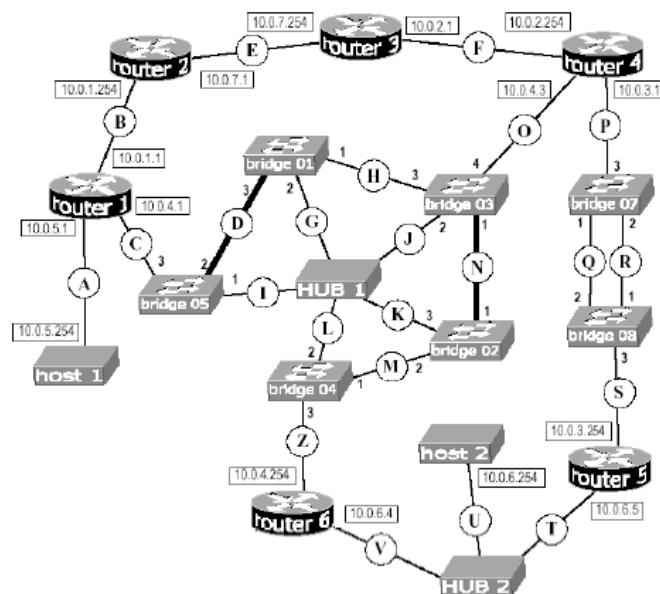 10.0.7.254
10.0.2.254
E
router 3
10.0.2.1
F
router 2
router 4
10.0.1.254
10.0.7.1
10.0.4.3
10.0.3.1
B
O
P
bridge 01
1
H
3
4
3
10.0.1.1
3
2
bridge 03
bridge 07
router 1
10.0.4.1
D
G
J
2
1
1
2
10.0.5.1
C
3
N
Q
R
A
2
1
I
HUB 1
bridge 05
K
3
1
2
1
10.0.5.254
L
bridge 02
bridge 08
2
M
2
3
host 1
bridge 04
1
S
3
Z
10.0.3.254
host 2
10.0.4.254
10.0.6.254
router 5
router 6
10.0.6.4
U
T
10.0.6.5
V
HUB 2